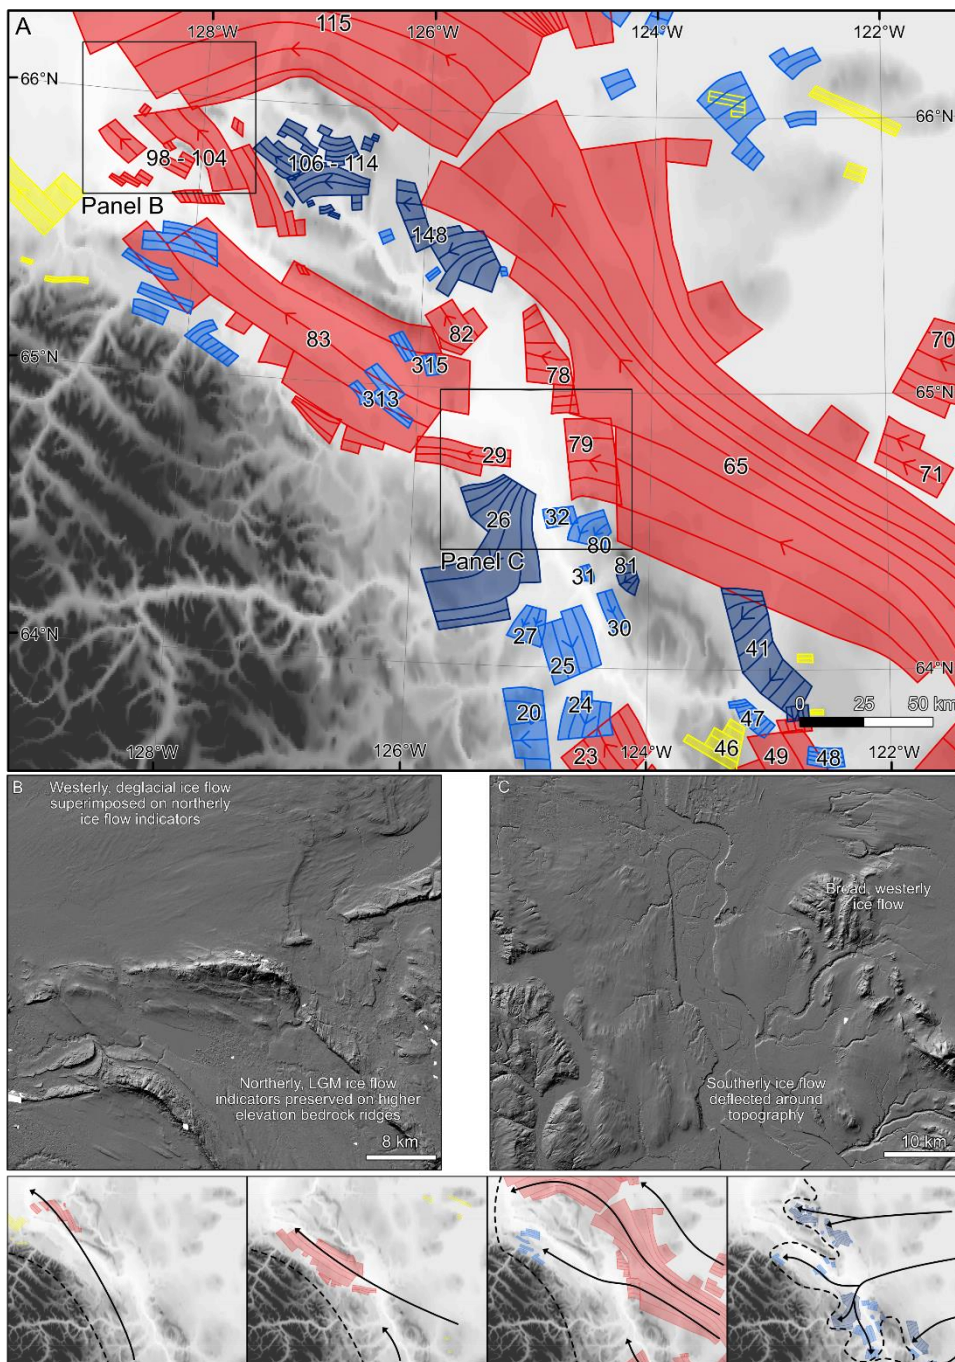 A
115
128°W
124°W
122°W
66°N
66°N
98 - 104
106 - 114
Panel B
148
83
82
65°N
315
78
70
65°N
313
29
79
65
71
26
32
80
Panel C
31
81
64°N
27
30
25
41
64°N
0 25 50 km
20
24
47
46
128°W
126°W
23
124°W
49
48
122°W
B
Westerly, deglacial ice flow
superimposed on northerly
ice flow indicators
Northerly, LGM ice flow
indicators preserved on higher
elevation bedrock ridges
8 km
C
Broad, westerly
ice flow
Southerly ice flow
deflected around
topography
10 km